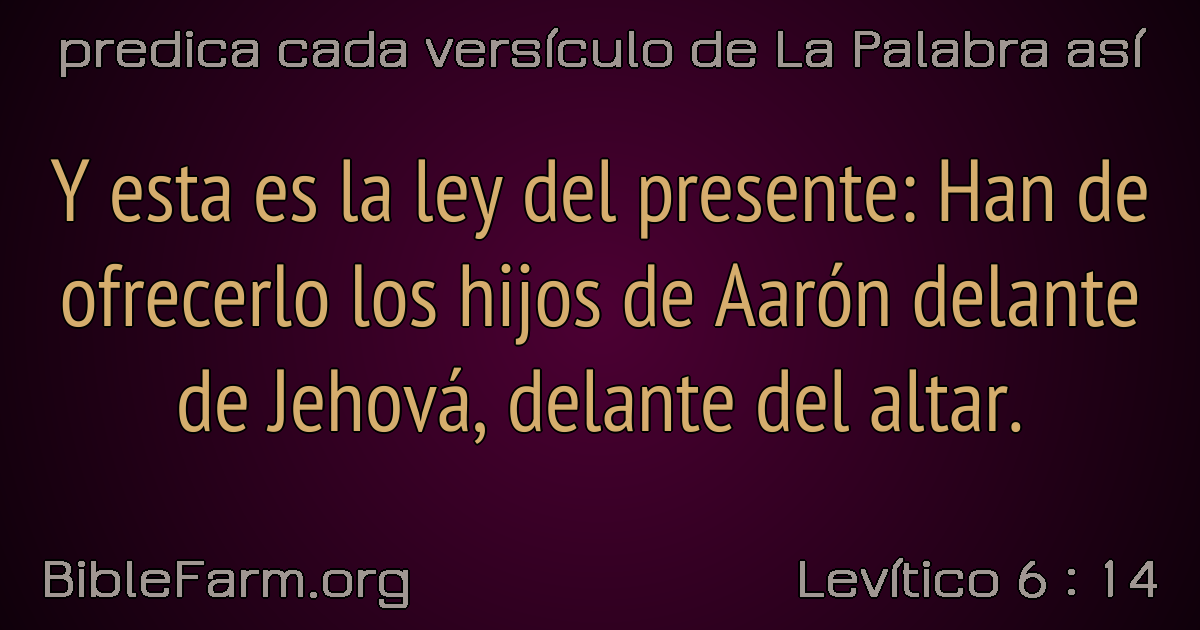 predica cada versículo de La Palabra así
Y esta es la ley del presente: Han de
ofrecerlo los hijos de Aarón delante
de Jehová, delante del altar.
BibleFarm.org
Levítico 6 : 14